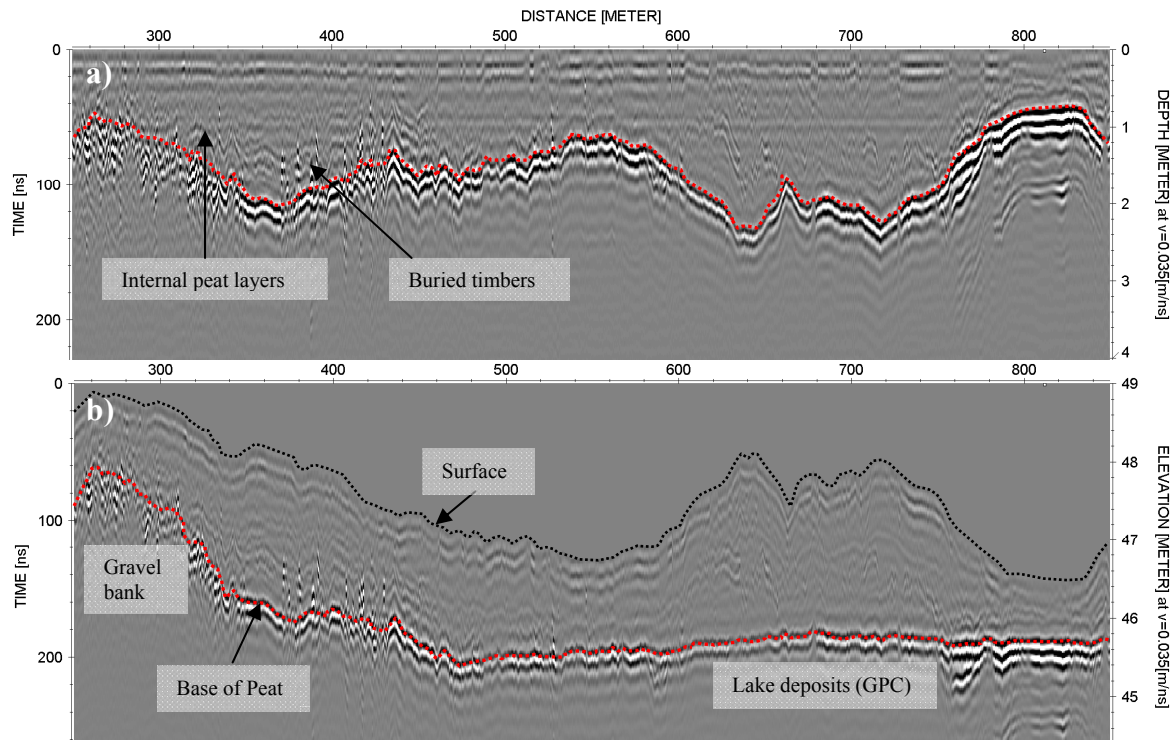 DISTANCE [METER]
300 400 500 600 700 800
a)
0
100
200
TIME [ns]
0
1
2
3
4
DEPTH [METER] at v=0.035[m/ns]
Internal peat layers
Buried timbers
300 400 500 600 700 800
b)
0
100
200
TIME [ns]
49
48
47
46
45
ELEVATION [METER] at v=0.035[m/ns]
Surface
Gravel
bank
Base of Peat
Lake deposits (GPC)